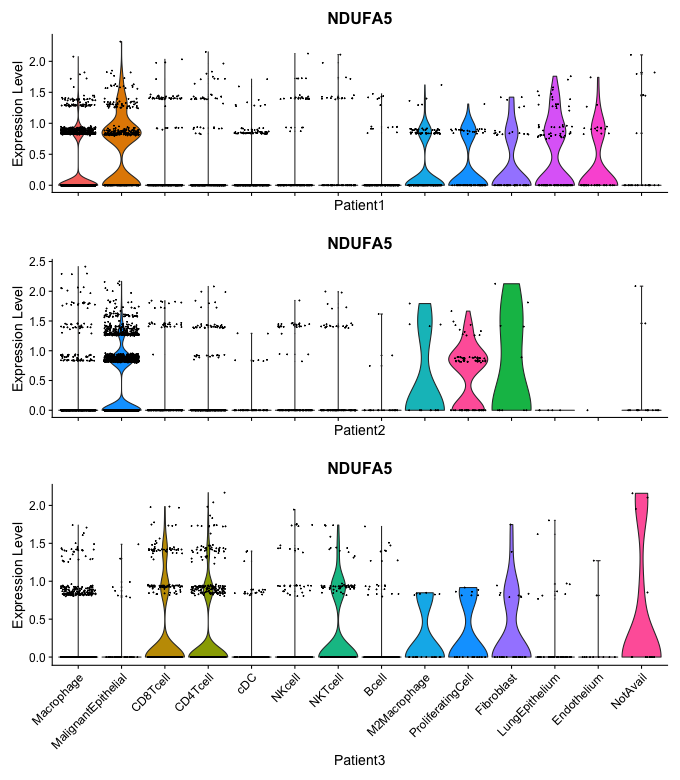 NDUFA5
Expression Level
2.0
1.5
1.0
0.5
0.0
Patient1
NDUFA5
Expression Level
2.5
2.0
1.5
1.0
0.5
0.0
Patient2
NDUFA5
Expression Level
2.0
1.5
1.0
0.5
0.0
Macrophage
MalignantEpithelial
CD8Tcell
CD4Tcell
cDC
NKcell
NKTcell
Bcell
M2Macrophage
ProliferatingCell
Fibroblast
LungEpithelium
Endothelium
NotAvail
Patient3